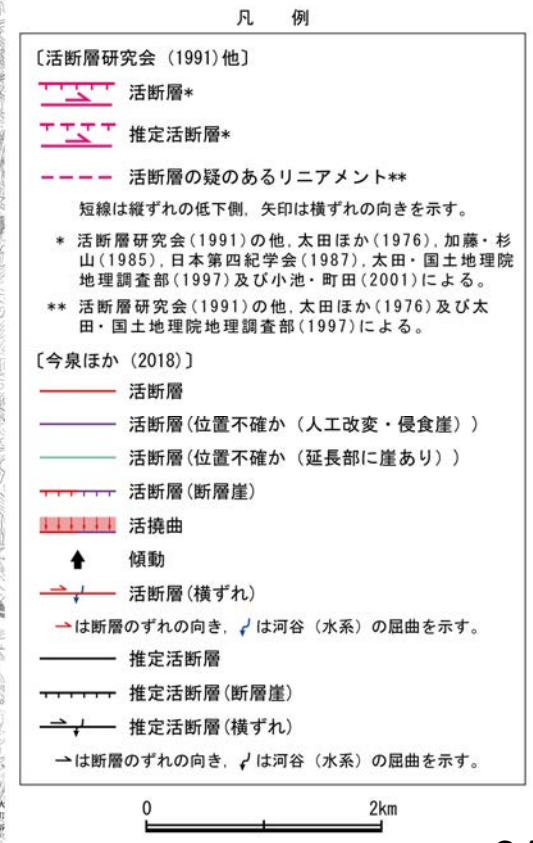 凡 例
〔活断層研究会 (1991)他〕
活断層*
推定活断層*
活断層の疑のあるリニアメント**
短線は縦ずれの低下側，矢印は横ずれの向きを示す。
* 活断層研究会(1991)の他,太田ほか(1976),加藤・杉
山(1985),日本第四紀学会(1987),太田・国土地理院
地理調査部(1997)及び小池・町田(2001)による。
** 活断層研究会(1991)の他,太田ほか(1976)及び太
田・国土地理院地理調査部(1997)による。
〔今泉ほか (2018)〕
活断層
活断層(位置不確か（人工改変・侵食崖）)
活断層(位置不確か（延長部に崖あり）)
活断層(断層崖)
活撓曲
傾動
活断層(横ずれ)
は断層のずれの向き, は河谷（水系）の屈曲を示す。
推定活断層
推定活断層(断層崖)
推定活断層(横ずれ)
は断層のずれの向き, は河谷（水系）の屈曲を示す。
0 2km